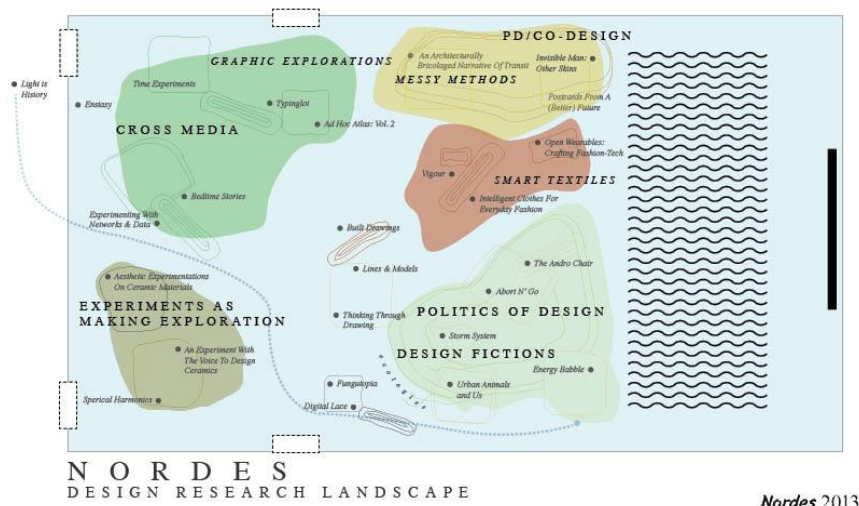 PD/CO-DESIGN
GRAPHIC EXPLORATIONS
An Architecturally
Bricolaged Narrative Of Transit
Invisible Man:
Other Skins
MESSY METHODS
Time Experiments
Light is
History
Enstasy
Typinglot
Postcards From A
(Better) Future
Ad Hoc Atlas: Vol. 2
CROSS MEDIA
Open Wearables:
Crafting Fashion-Tech
Vigour
SMART TEXTILES
Bedtime Stories
Intelligent Clothes For
Everyday Fashion
Experimenting With
Networks & Data
Built Drawings
The Andro Chair
Lines & Models
Aesthetic Experimentations
On Ceramic Materials
Abort N' Go
EXPERIMENTS AS
MAKING EXPLORATION
Thinking Through
Drawing
POLITICS OF DESIGN
Storm System
An Experiment With
The Voice To Design
Ceramics
DESIGN FICTIONS
ecologies
Energy Babble
Fungutopia
Urban Animals
and Us
Sperical Harmonics
Digital Lace
NORDES
DESIGN RESEARCH LANDSCAPE
Nordes 2013